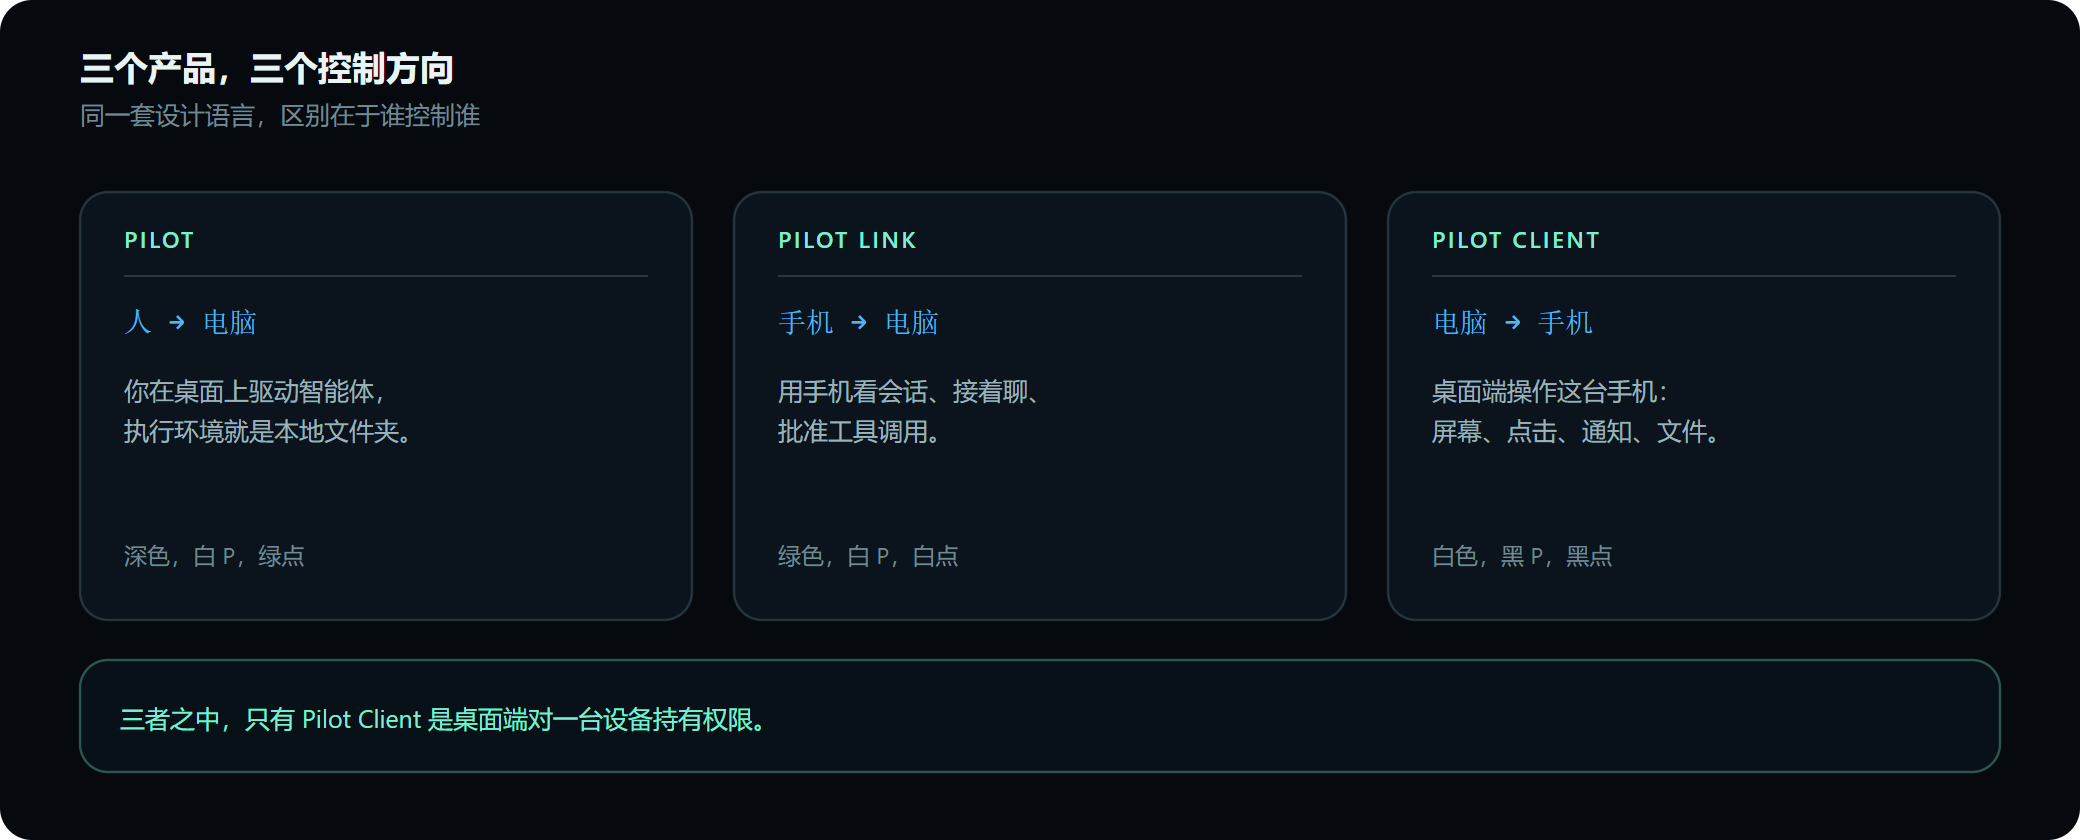 三个产品，三个控制方向
同一套设计语言，区别在于谁控制谁
PILOT
人 → 电脑
你在桌面上驱动智能体，
执行环境就是本地文件夹。
深色，白 P，绿点
PILOT LINK
手机 → 电脑
用手机看会话、接着聊、
批准工具调用。
绿色，白 P，白点
PILOT CLIENT
电脑 → 手机
桌面端操作这台手机：
屏幕、点击、通知、文件。
白色，黑 P，黑点
三者之中，只有 Pilot Client 是桌面端对一台设备持有权限。